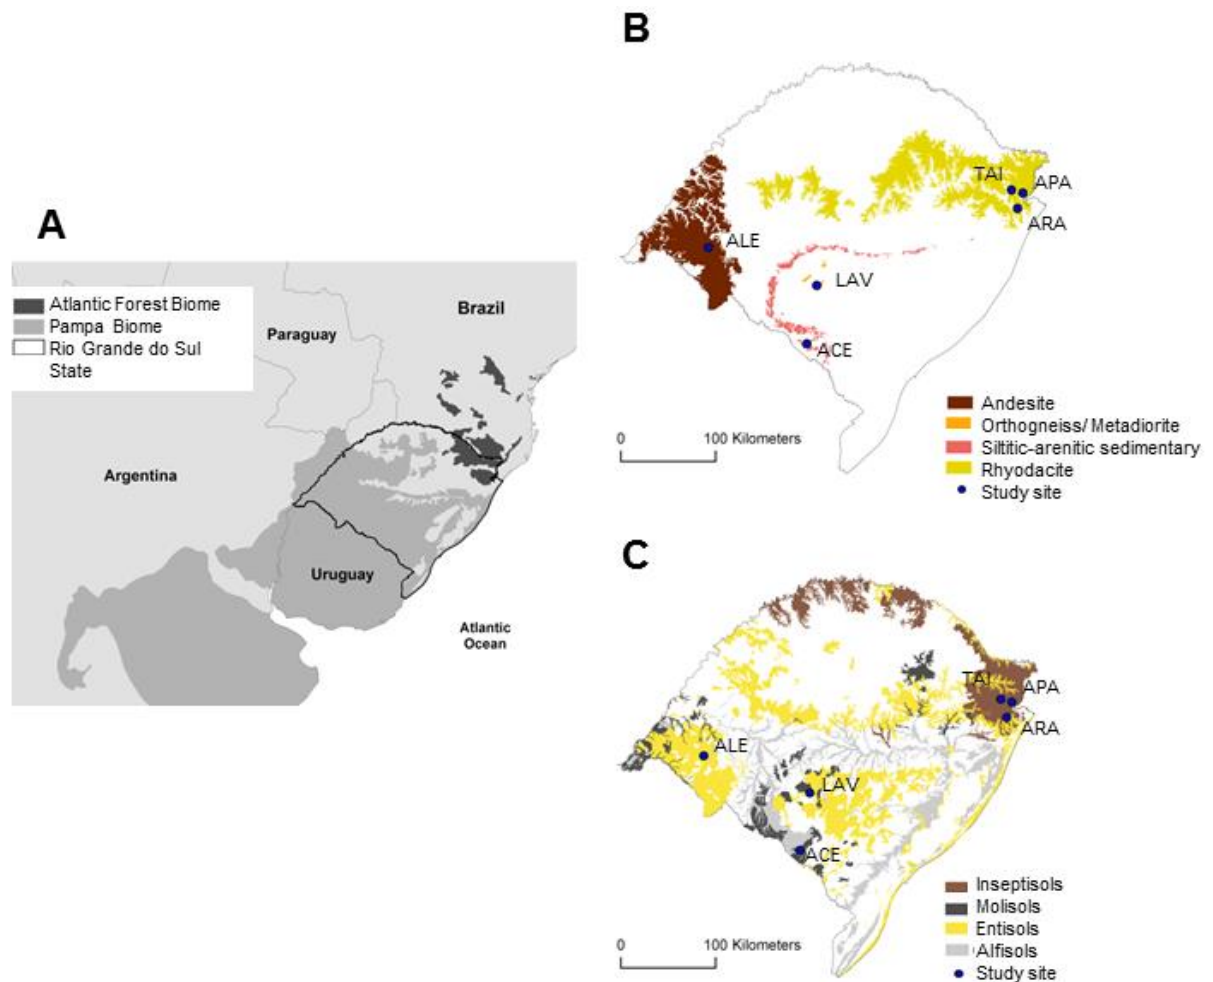 A
Atlantic Forest Biome
Pampa Biome
Rio Grande do Sul
State
Paraguay
Brazil
Argentina
Uruguay
Atlantic
Ocean
B
TAI
APA
ARA
ALE
LAV
ACE
0
100 Kilometers
Andesite
Orthogneiss/ Metadiorite
Siltitic-arenitic sedimentary
Rhyodacite
Study site
C
TAI
APA
ARA
ALE
LAV
ACE
0
100 Kilometers
Inseptisols
Molisols
Entisols
Alfisols
Study site